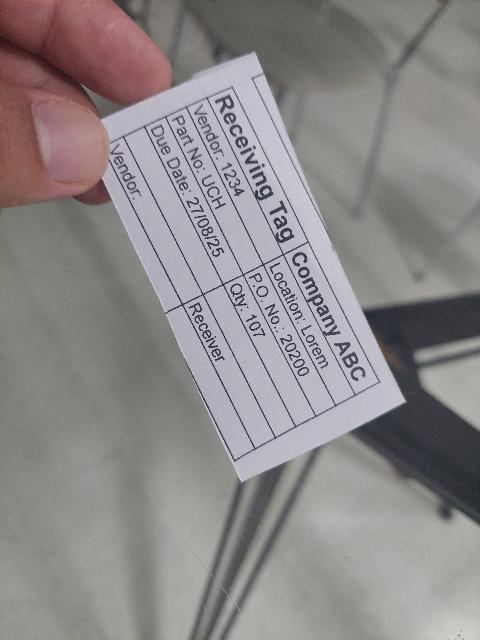 Receiving Tag Company ABC
Vendor: 1234 Location: Lorem
Part No: UCH P.O. No.: 20200
Due Date: 27/08/25 Qty: 107
Vendor: Receiver